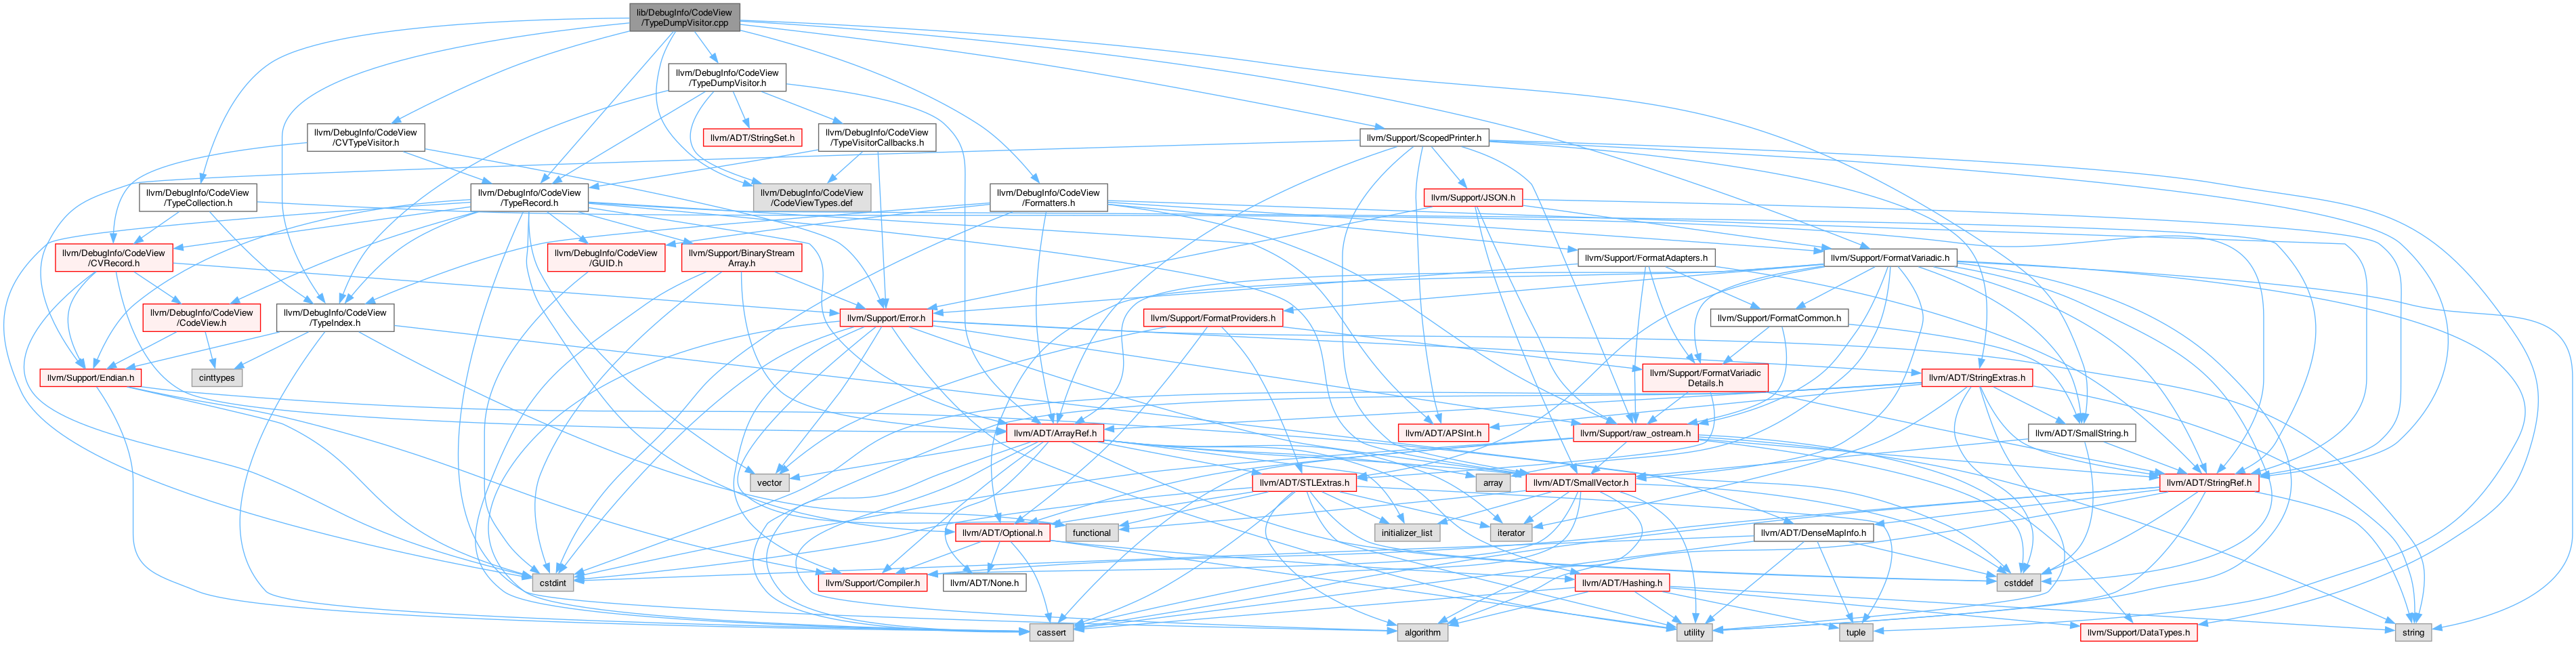 lib/DebugInfo/CodeView
/TypeDumpVisitor.cpp
llvm/DebugInfo/CodeView
/TypeDumpVisitor.h
llvm/DebugInfo/CodeView
/CVTypeVisitor.h
llvm/ADT/StringSet.h
llvm/DebugInfo/CodeView
/TypeVisitorCallbacks.h
llvm/Support/ScopedPrinter.h
llvm/DebugInfo/CodeView
/TypeCollection.h
llvm/DebugInfo/CodeView
/TypeRecord.h
llvm/DebugInfo/CodeView
/CodeViewTypes.def
llvm/DebugInfo/CodeView
/Formatters.h
llvm/Support/JSON.h
llvm/DebugInfo/CodeView
/CVRecord.h
llvm/DebugInfo/CodeView
/GUID.h
llvm/Support/BinaryStream
Array.h
llvm/Support/FormatAdapters.h
llvm/Support/FormatVariadic.h
llvm/DebugInfo/CodeView
/CodeView.h
llvm/DebugInfo/CodeView
/TypeIndex.h
llvm/Support/Error.h
llvm/Support/FormatProviders.h
llvm/Support/FormatCommon.h
llvm/Support/Endian.h
cinttypes
llvm/Support/FormatVariadic
Details.h
llvm/ADT/StringExtras.h
llvm/ADT/ArrayRef.h
llvm/ADT/APSInt.h
llvm/Support/raw_ostream.h
llvm/ADT/SmallString.h
vector
llvm/ADT/STLExtras.h
array
llvm/ADT/SmallVector.h
llvm/ADT/StringRef.h
llvm/ADT/Optional.h
functional
initializer_list
iterator
llvm/ADT/DenseMapInfo.h
cstdint
llvm/Support/Compiler.h
llvm/ADT/None.h
llvm/ADT/Hashing.h
cstddef
cassert
algorithm
utility
tuple
llvm/Support/DataTypes.h
string